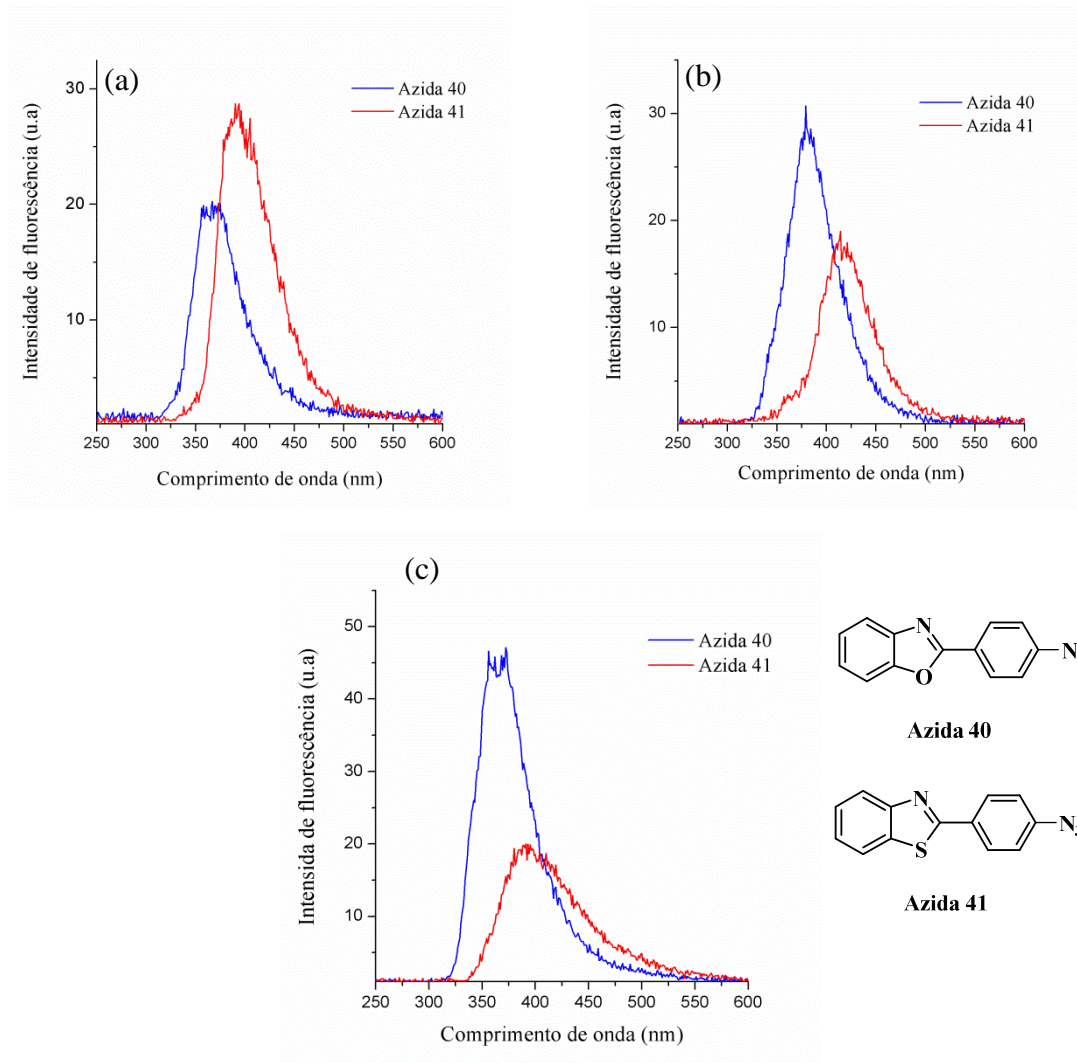 (a)
Azida 40
Azida 41
30
20
10
250 300 350 400 450 500 550 600
Intensidade de fluorescência (u.a)
Comprimento de onda (nm)
(b)
Azida 40
Azida 41
30
20
10
250 300 350 400 450 500 550 600
Intensidade de fluorescência (u.a)
Comprimento de onda (nm)
(c)
Azida 40
Azida 41
50
40
30
20
10
250 300 350 400 450 500 550 600
Intensida de fluorescência (u.a)
Comprimento de onda (nm)
N
O
N
Azida 40
N
S
Azida 41